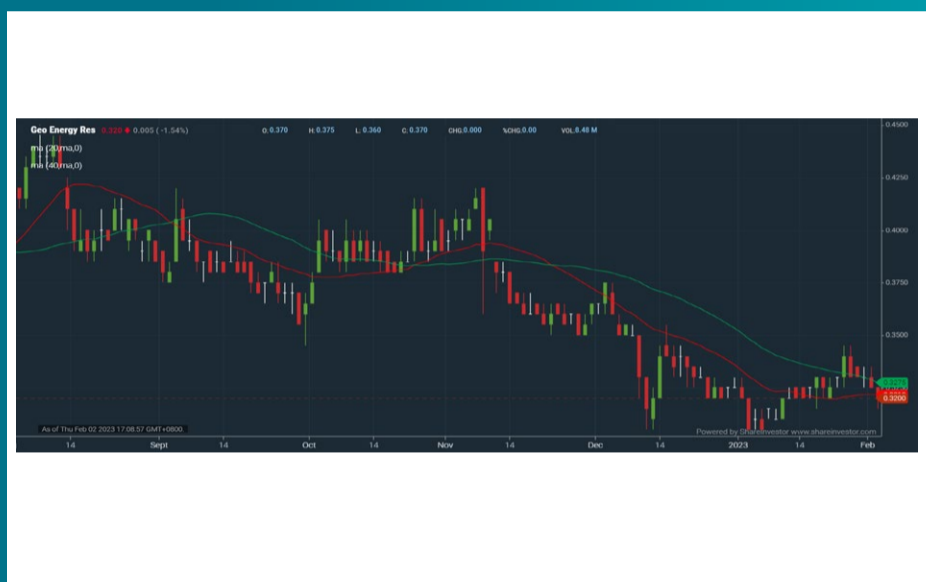 Geo Energy Res 0.320 0.005 ( -1.54%) O: 0.370 H: 0.375 L: 0.360 C: 0.370 CHG:0.000 %CHG:0.00 VOL:8.48 M
ma (20,ma,0)
ma (40,ma,0)
0.4500
0.4250
0.4000
0.3750
0.3500
0.3200
As of Thu Feb 02 2023 17:08:57 GMT+0800
Powered by ShareInvestor www.shareinvestor.com
14 Sept 14 Oct 14 Nov 14 Dec 14 2023 14 Feb